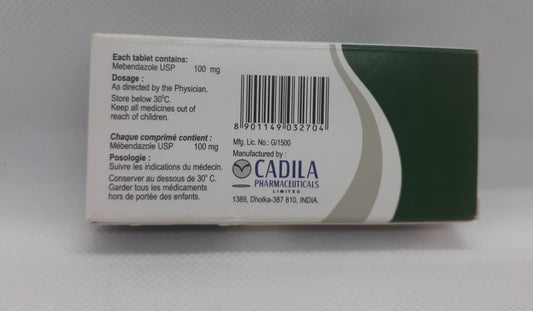 Each tablet contains:
Mebendazole USP 100 mg
Dosage :
As directed by the Physician.
Store below 30°C.
Keep all medicines out of
reach of children.
Chaque comprimé contient :
Mébendazole USP 100 mg
Posologie :
Suivre les indications du médecin.
Conserver au dessous de 30° C.
Garder tous les médicaments
hors de portée des enfants.
8 901149 032704
Mfg. Lic. No.: G/1500
Manufactured by :
CADILA
PHARMACEUTICALS
LIMITED
1389, Dholka-387 810, INDIA.